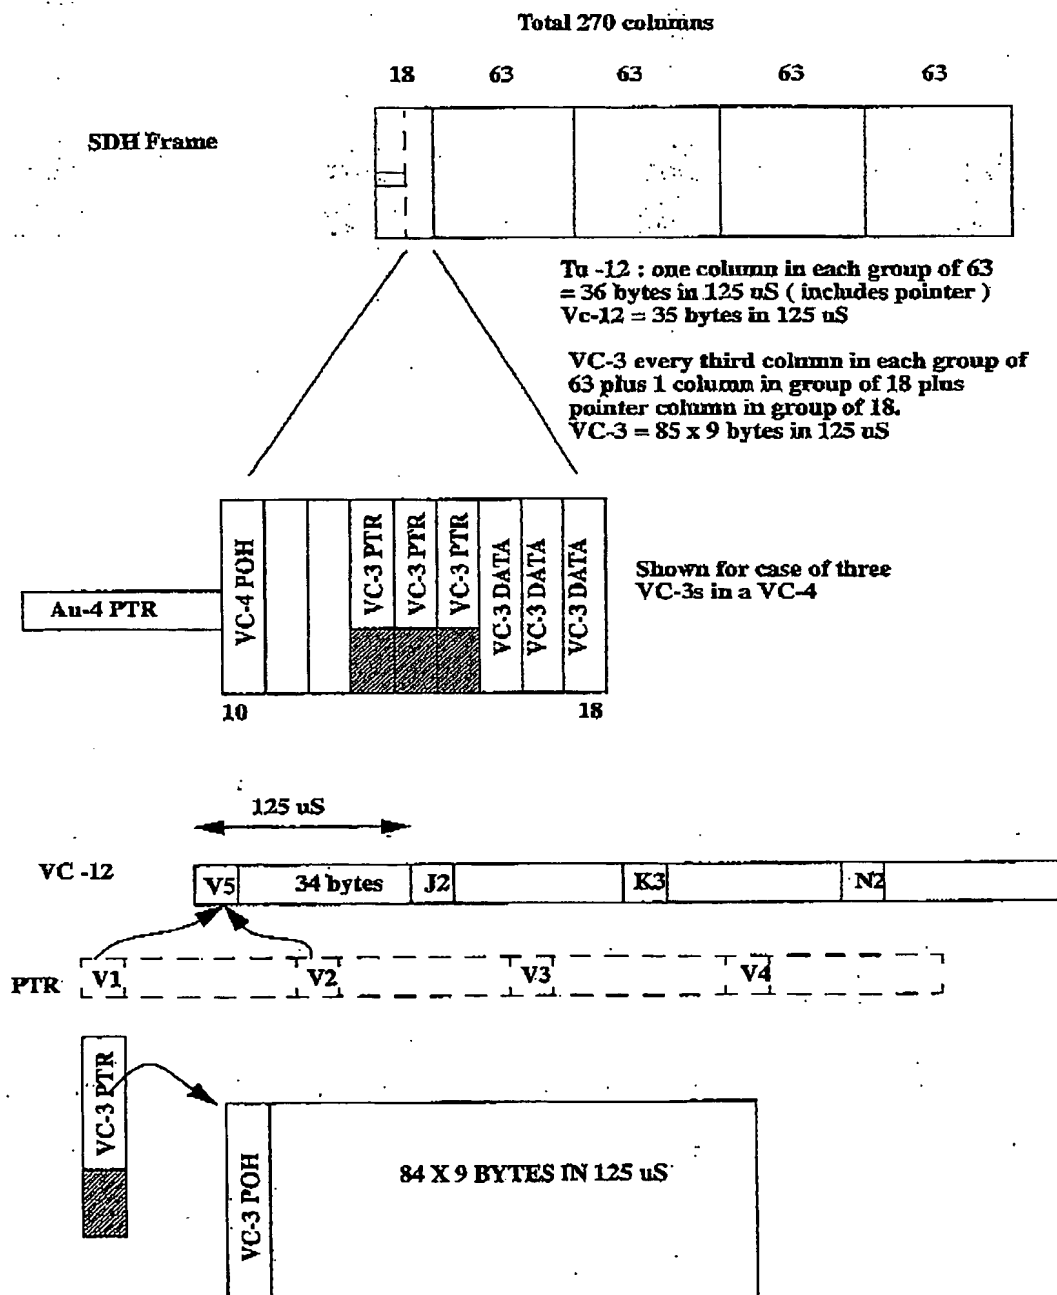 Total 270 columns
18 63 63 63 63
SDH Frame
Tu -12 : one column in each group of 63
= 36 bytes in 125 uS ( includes pointer )
Vc-12 = 35 bytes in 125 uS
VC-3 every third column in each group of
63 plus 1 column in group of 18 plus
pointer column in group of 18.
VC-3 = 85 x 9 bytes in 125 uS
Au-4 PTR
VC-4 POH
VC-3 PTR
VC-3 PTR
VC-3 PTR
VC-3 DATA
VC-3 DATA
VC-3 DATA
Shown for case of three
VC-3s in a VC-4
10 18
125 uS
VC -12
V5 34 bytes J2 K3 N2
PTR V1 V2 V3 V4
VC-3 PTR
VC-3 POH
84 X 9 BYTES IN 125 uS